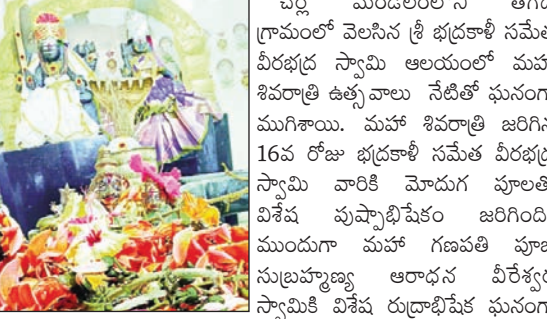 చర్ల మండలంలోని
గ్రామంలో వెలసిన శ్రీ భద్రకాళీ సమేత
వీరభద్ర స్వామి ఆలయంలో మహా
శివరాత్రి ఉత్సవాలు నేటితో ఘనంగా
ముగిశాయి. మహా శివరాత్రి జరిగిన
16వ రోజు భద్రకాళీ సమేత వీరభద్ర
స్వామి వారికి మోదుగ పూలతో
విశేష పుష్పాభిషేకం జరిగింది.
ముందుగా మహా గణపతి పూజ
సుబ్రహ్మణ్య ఆరాధన వీరేశ్వర
స్వామికి విశేష రుద్రాభిషేక ఘనంగా